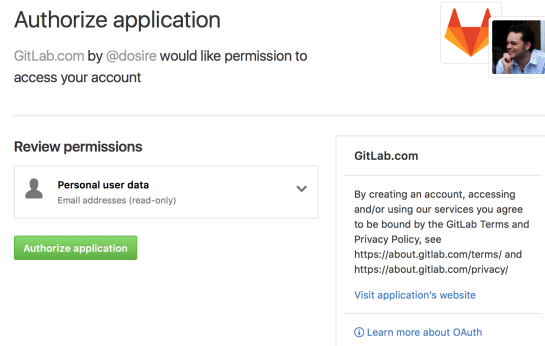 Authorize application
GitLab.com by @dosire would like permission to
access your account
Review permissions
Personal user data
Email addresses (read-only)
Authorize application
GitLab.com
By creating an account, accessing
and/or using our services you agree
to be bound by the GitLab Terms and
Privacy Policy, see
https://about.gitlab.com/terms/ and
https://about.gitlab.com/privacy/
Visit application's website
Learn more about OAuth